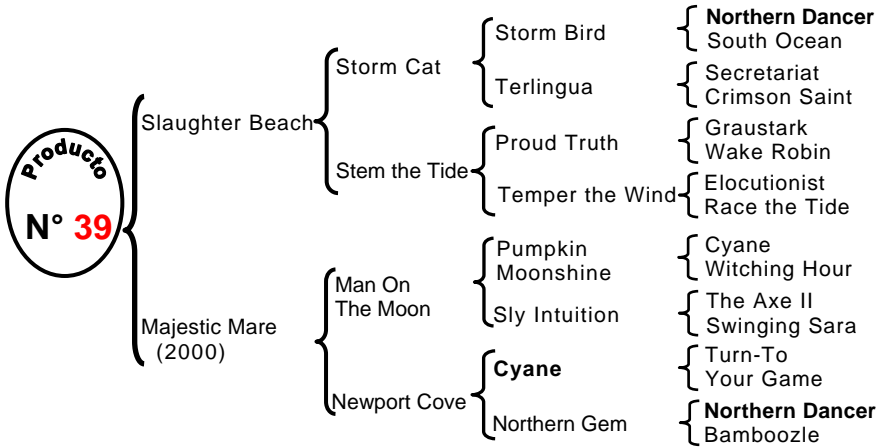 Producto
N° 39
Slaughter Beach
Majestic Mare
(2000)
Storm Cat
Stem the Tide
Man On
The Moon
Newport Cove
Storm Bird
Terlingua
Proud Truth
Temper the Wind
Pumpkin
Moonshine
Sly Intuition
Cyane
Northern Gem
Northern Dancer
South Ocean
Secretariat
Crimson Saint
Graustark
Wake Robin
Elocutionist
Race the Tide
Cyane
Witching Hour
The Axe II
Swinging Sara
Turn-To
Your Game
Northern Dancer
Bamboozle